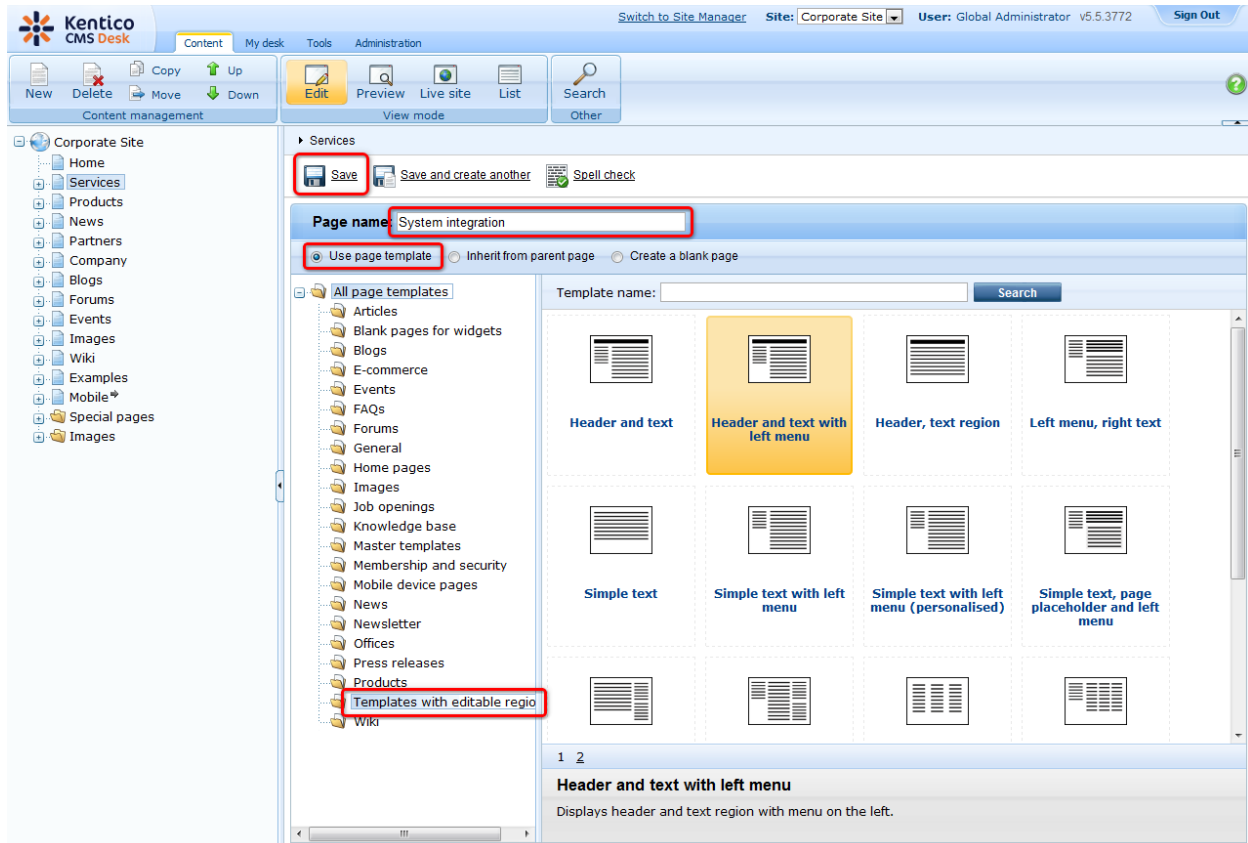 Kentico
CMS Desk
Switch to Site Manager Site: Corporate Site User: Global Administrator v5.5.3772 Sign Out
Content My desk Tools Administration
New Delete Copy Move Up Down
Content management
Edit Preview Live site List
View mode
Search
Other
Corporate Site
Home
Services
Products
News
Partners
Company
Blogs
Forums
Events
Images
Wiki
Examples
Mobile
Special pages
Images
Services
Save Save and create another Spell check
Page name: System integration
Use page template Inherit from parent page Create a blank page
All page templates
Articles
Blank pages for widgets
Blogs
E-commerce
Events
FAQs
Forums
General
Home pages
Images
Job openings
Knowledge base
Master templates
Membership and security
Mobile device pages
News
Newsletter
Offices
Press releases
Products
Templates with editable regio
Wiki
Template name: Search
Header and text
Header and text with
left menu
Header, text region
Left menu, right text
Simple text
Simple text with left
menu
Simple text with left
menu (personalised)
Simple text, page
placeholder and left
menu
1 2
Header and text with left menu
Displays header and text region with menu on the left.